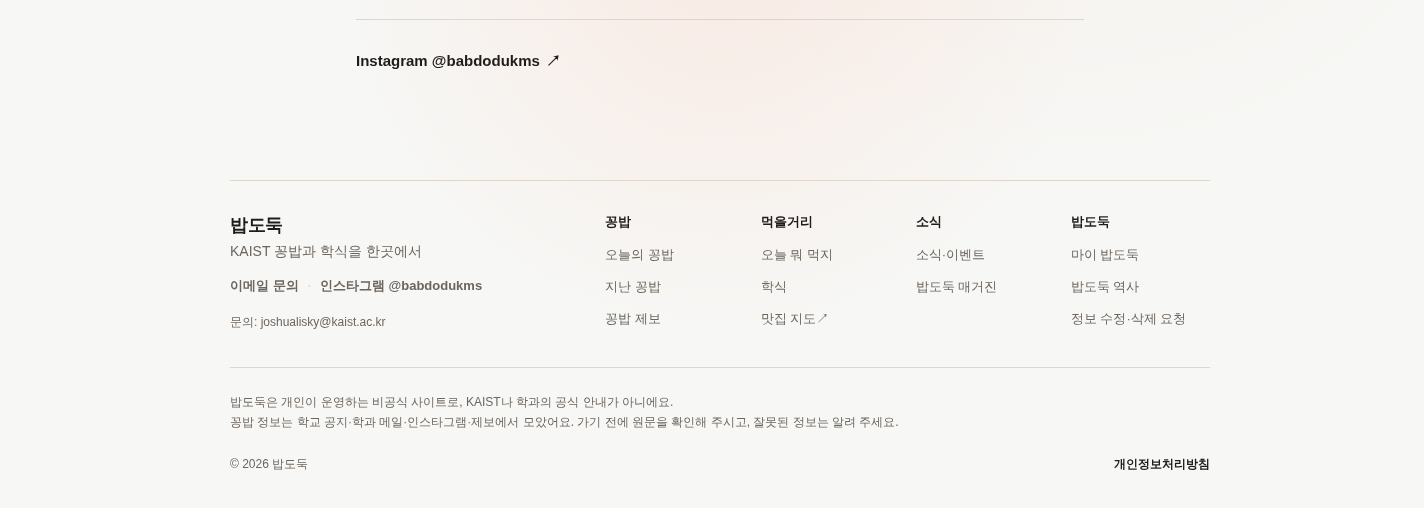 Instagram @babdodukms ↗
밥도둑
KAIST 꽁밥과 학식을 한곳에서
이메일 문의 · 인스타그램 @babdodukms
문의: joshualisky@kaist.ac.kr
꽁밥
오늘의 꽁밥
지난 꽁밥
꽁밥 제보
먹을거리
오늘 뭐 먹지
학식
맛집 지도↗
소식
소식·이벤트
밥도둑 매거진
밥도둑
마이 밥도둑
밥도둑 역사
정보 수정·삭제 요청
밥도둑은 개인이 운영하는 비공식 사이트로, KAIST나 학과의 공식 안내가 아니에요.
꽁밥 정보는 학교 공지·학과 메일·인스타그램·제보에서 모았어요. 가기 전에 원문을 확인해 주시고, 잘못된 정보는 알려 주세요.
© 2026 밥도둑
개인정보처리방침